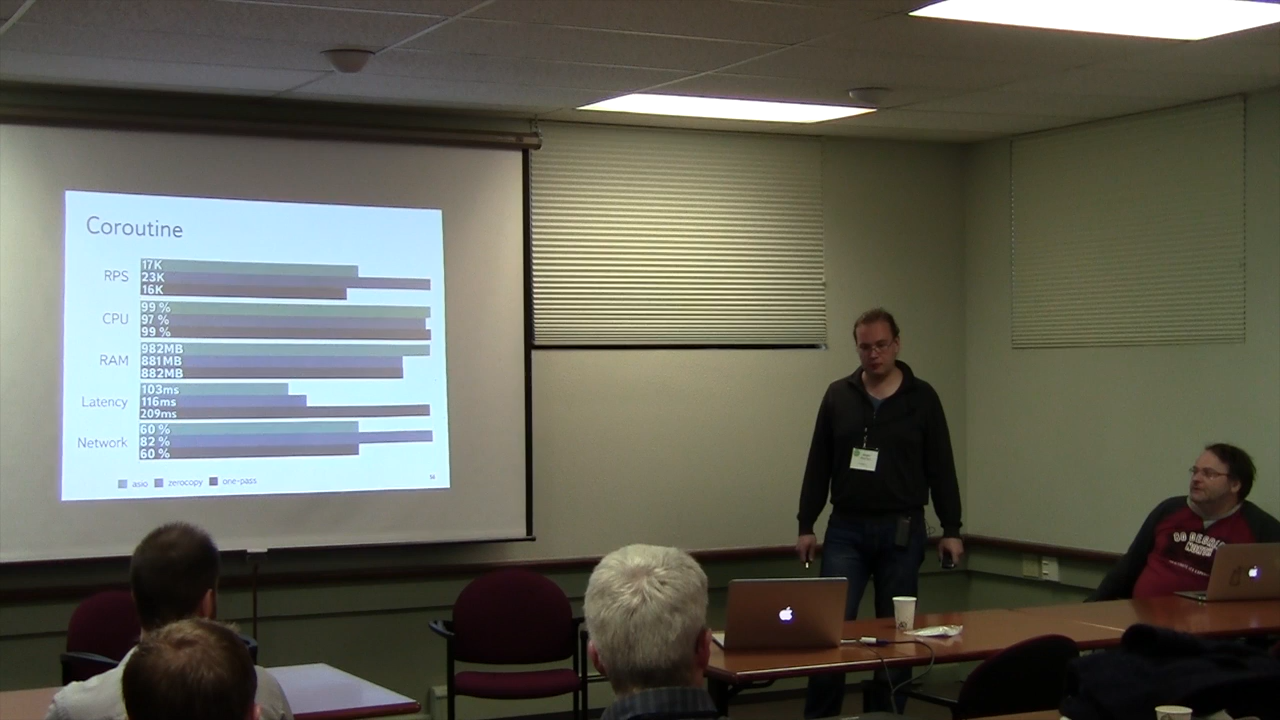 Coroutine
RPS
17K
23K
16K
CPU
99 %
97 %
99 %
RAM
982MB
881MB
882MB
Latency
103ms
116ms
209ms
Network
60 %
82 %
60 %
asio zerocopy one-pass
NORTH